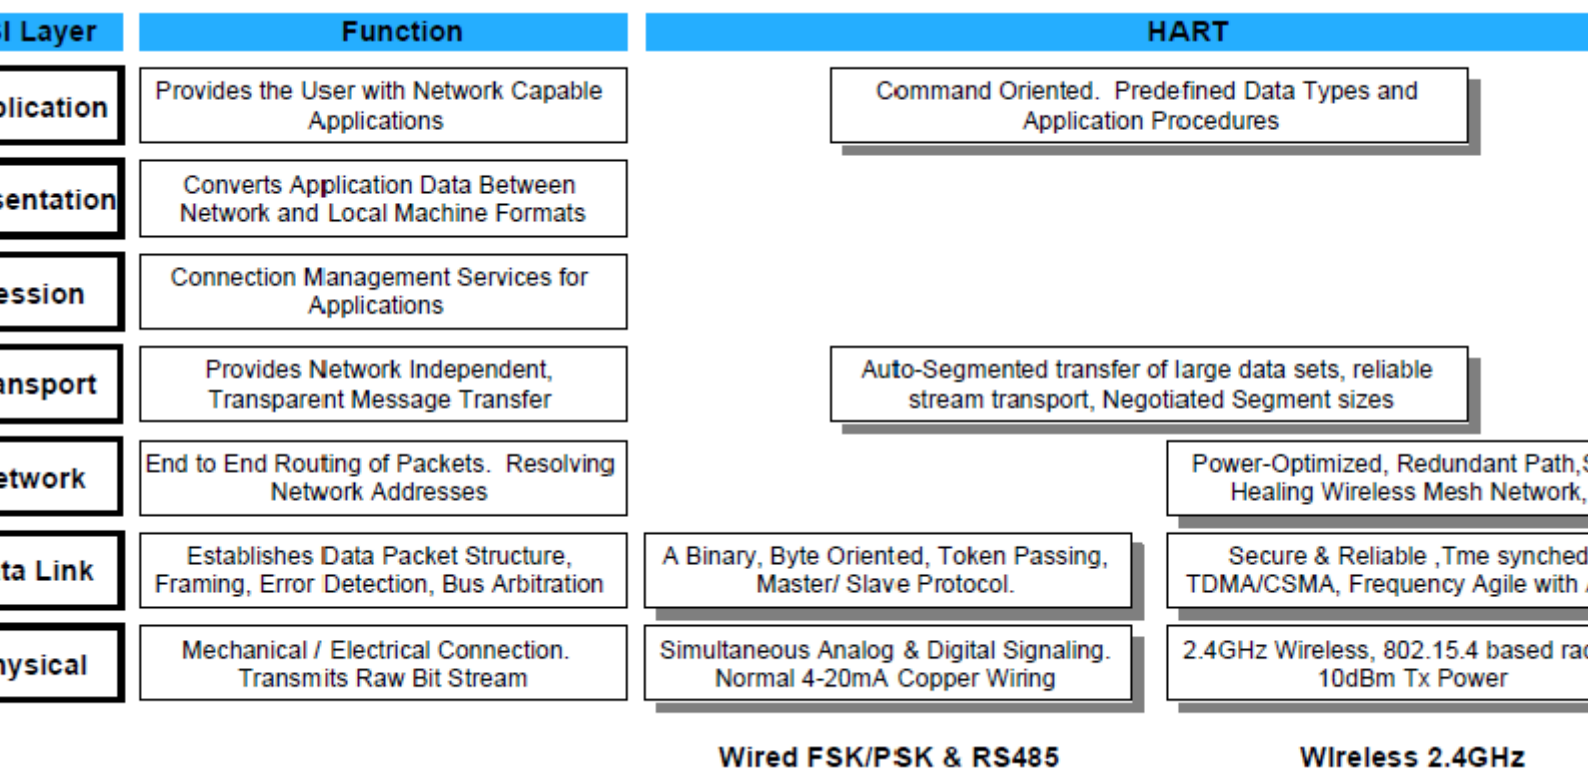 SI Layer Function HART
plication
Provides the User with Network Capable
Applications
Command Oriented. Predefined Data Types and
Application Procedures
sentation
Converts Application Data Between
Network and Local Machine Formats
ession
Connection Management Services for
Applications
ansport
Provides Network Independent,
Transparent Message Transfer
Auto-Segmented transfer of large data sets, reliable
stream transport, Negotiated Segment sizes
etwork
End to End Routing of Packets. Resolving
Network Addresses
Power-Optimized, Redundant Path,S
Healing Wireless Mesh Network,
ta Link
Establishes Data Packet Structure,
Framing, Error Detection, Bus Arbitration
A Binary, Byte Oriented, Token Passing,
Master/ Slave Protocol.
Secure & Reliable ,Tme synched
TDMA/CSMA, Frequency Agile with A
hysical
Mechanical / Electrical Connection.
Transmits Raw Bit Stream
Simultaneous Analog & Digital Signaling.
Normal 4-20mA Copper Wiring
2.4GHz Wireless, 802.15.4 based rad
10dBm Tx Power
Wired FSK/PSK & RS485
WIreless 2.4GHz